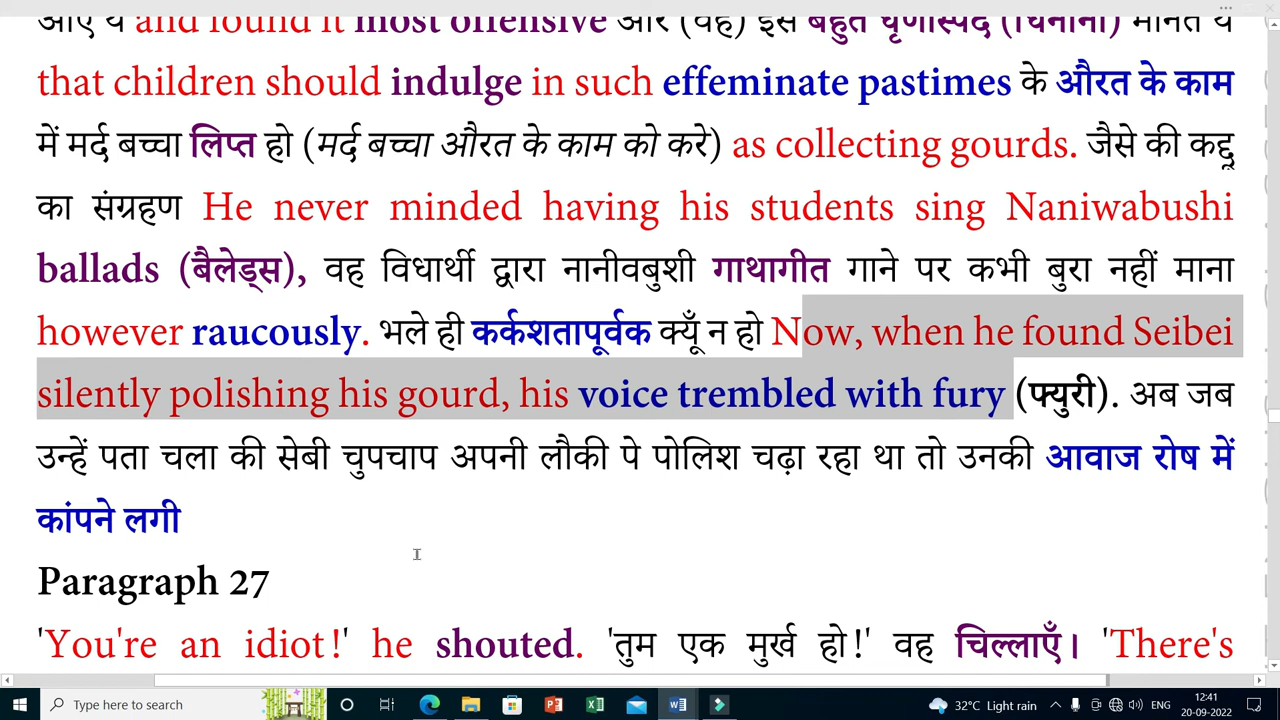 आए थे and found it most offensive और (वह) इसे बहुत घृणास्पद (घिनौना) मानते थे
that children should indulge in such effeminate pastimes के औरत के काम
में मर्द बच्चा लिप्त हो (मर्द बच्चा औरत के काम को करे) as collecting gourds. जैसे की कद्दू
का संग्रहण He never minded having his students sing Naniwabushi
ballads (बैलेड्स), वह विधार्थी द्वारा नानीवबुशी गाथागीत गाने पर कभी बुरा नहीं माना
however raucously. भले ही कर्कशतापूर्वक क्यूँ न हो Now, when he found Seibei
silently polishing his gourd, his voice trembled with fury (फ्युरी). अब जब
उन्हें पता चला की सेबी चुपचाप अपनी लौकी पे पोलिश चढ़ा रहा था तो उनकी आवाज रोष में
कांपने लगी
Paragraph 27
'You're an idiot!' he shouted. 'तुम एक मुर्ख हो!' वह चिल्लाएँ। 'There's
Type here to search
32°C Light rain
ENG
12:41
20-09-2022